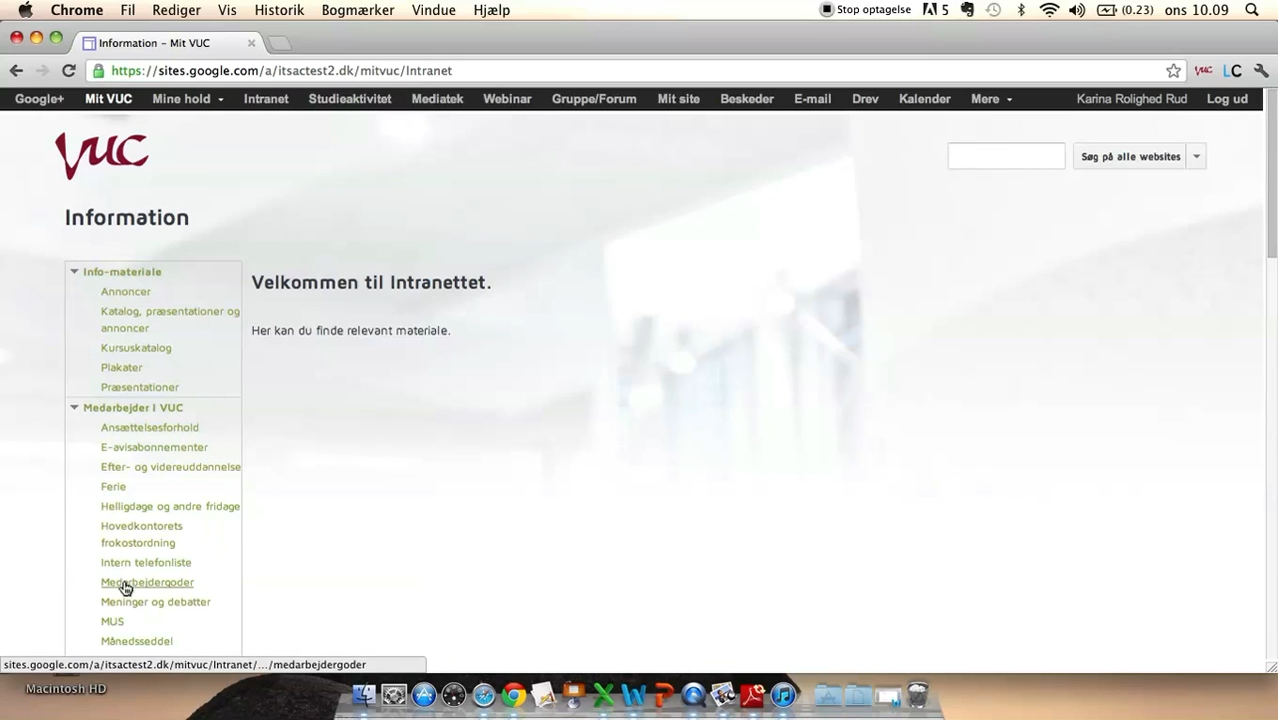 Chrome Fil Rediger Vis Historik Bogmærker Vindue Hjælp Stop optagelse 5 (0.23) ons 10.09
Information – Mit VUC
https://sites.google.com/a/itsactest2.dk/mitvuc/Intranet VUC LC
Google+ Mit VUC Mine hold Intranet Studieaktivitet Mediatek Webinar Gruppe/Forum Mit site Beskeder E-mail Drev Kalender Mere Karina Rolighed Rud Log ud
VUC
Søg på alle websites
Information
Info-materiale
Annoncer
Katalog, præsentationer og
annoncer
Kursuskatalog
Plakater
Præsentationer
Medarbejder i VUC
Ansættelsesforhold
E-avisabonnementer
Efter- og videreuddannelse
Ferie
Helligdage og andre fridage
Hovedkontorets
frokostordning
Intern telefonliste
Medarbejdergoder
Meninger og debatter
MUS
Månedsseddel
Velkommen til Intranettet.
Her kan du finde relevant materiale.
sites.google.com/a/itsactest2.dk/mitvuc/Intranet/.../medarbejdergoder
Macintosh HD